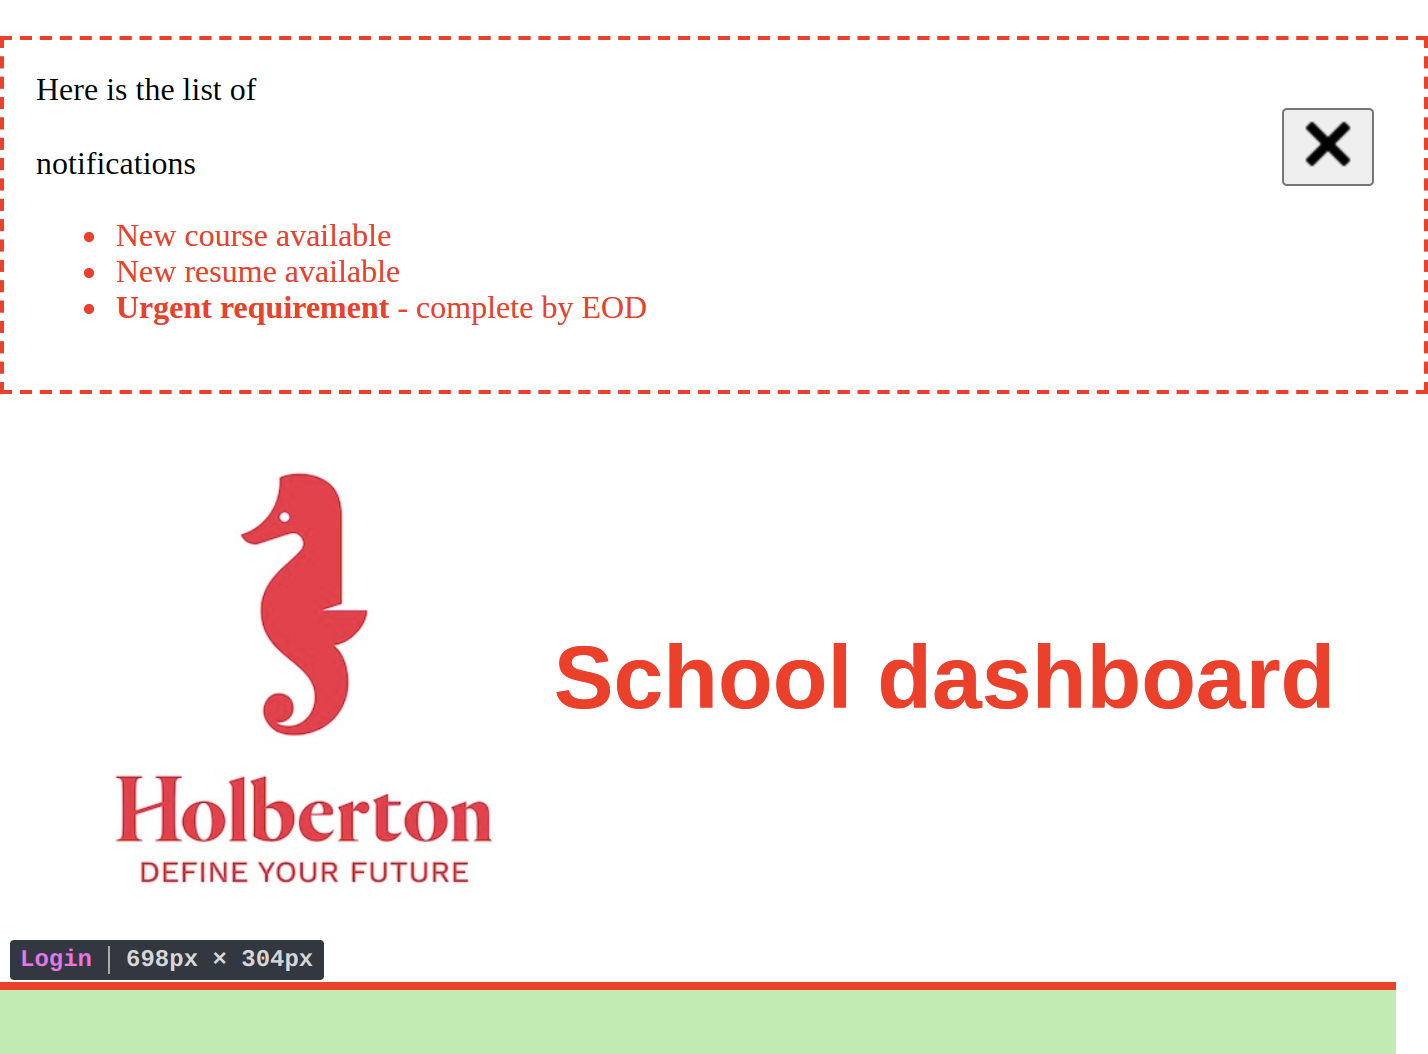 Here is the list of
notifications
New course available
New resume available
Urgent requirement - complete by EOD
School dashboard
Holberton
DEFINE YOUR FUTURE
Login 698px × 304px